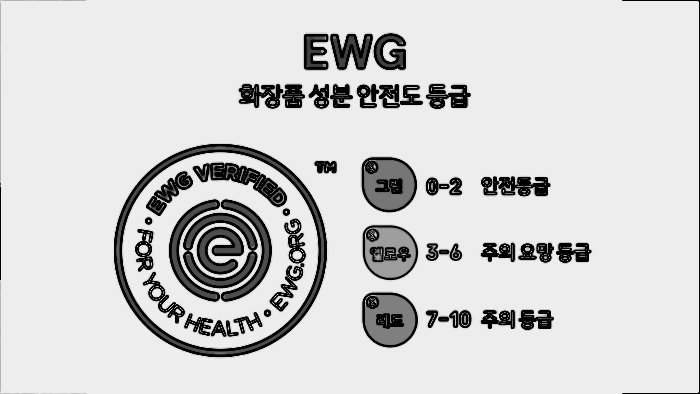 EWG
화장품 성분 안전도 등급
• EWG VERIFIED • EWG.ORG • FOR YOUR HEALTH
e
TM
그린 0-2 안전등급
옐로우 3-6 주의 요망 등급
레드 7-10 주의 등급